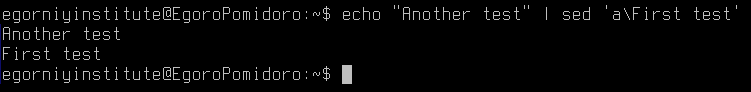 egorniyinstitute@EgoroPomidoro:~$ echo "Another test" | sed 'a\First test'
Another test
First test
egorniyinstitute@EgoroPomidoro:~$